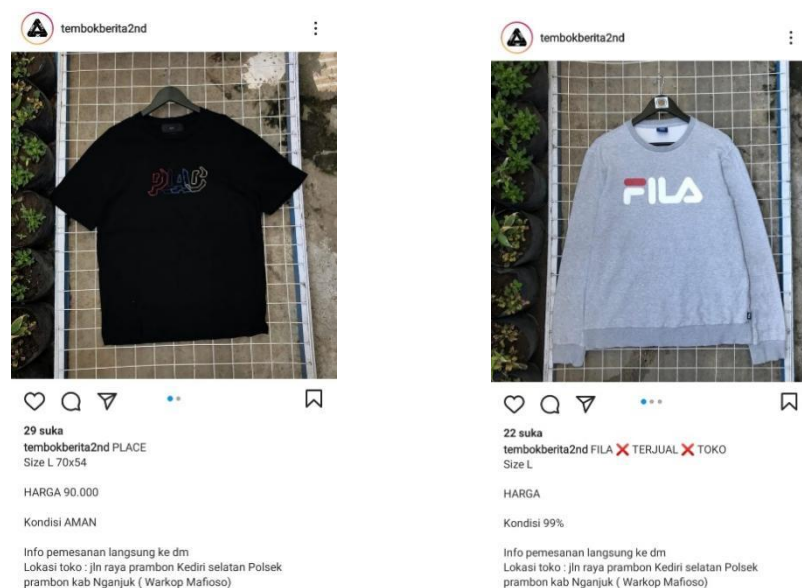 tembokberita2nd
PLAC
29 suka
tembokberita2nd PLACE
Size L 70x54
HARGA 90.000
Kondisi AMAN
Info pemesanan langsung ke dm
Lokasi toko : jln raya prambon Kediri selatan Polsek
prambon kab Nganjuk ( Warkop Mafioso)
tembokberita2nd
FILA
22 suka
tembokberita2nd FILA ❌ TERJUAL ❌ TOKO
Size L
HARGA
Kondisi 99%
Info pemesanan langsung ke dm
Lokasi toko : jln raya prambon Kediri selatan Polsek
prambon kab Nganjuk ( Warkop Mafioso)